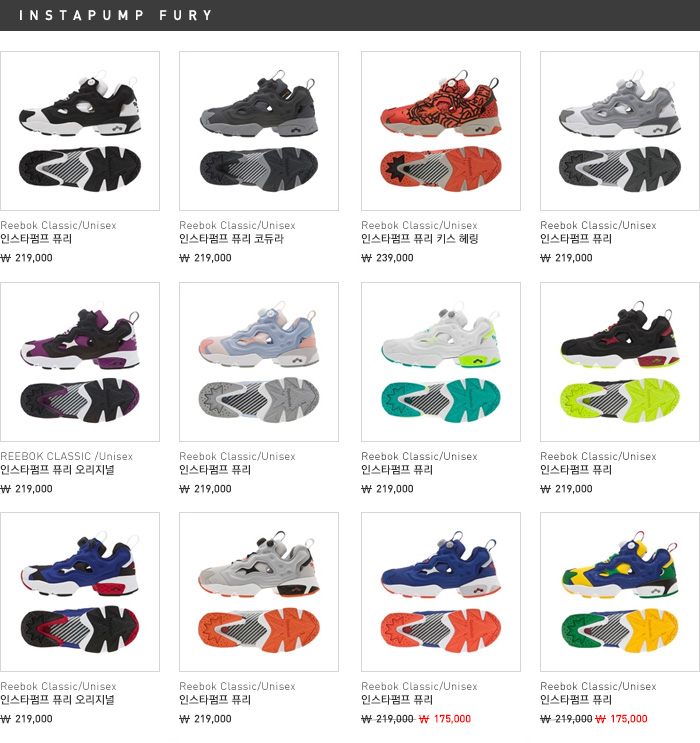 INSTAPUMP FURY
Reebok Classic/Unisex
인스타펌프 퓨리
₩ 219,000
Reebok Classic/Unisex
인스타펌프 퓨리 코듀라
₩ 219,000
Reebok Classic/Unisex
인스타펌프 퓨리 키스 헤링
₩ 239,000
Reebok Classic/Unisex
인스타펌프 퓨리
₩ 219,000
REEBOK CLASSIC /Unisex
인스타펌프 퓨리 오리지널
₩ 219,000
Reebok Classic/Unisex
인스타펌프 퓨리
₩ 219,000
Reebok Classic/Unisex
인스타펌프 퓨리
₩ 219,000
Reebok Classic/Unisex
인스타펌프 퓨리
₩ 219,000
Reebok Classic/Unisex
인스타펌프 퓨리 오리지널
₩ 219,000
Reebok Classic/Unisex
인스타펌프 퓨리
₩ 219,000
Reebok Classic/Unisex
인스타펌프 퓨리
₩ 219,000 ₩ 175,000
Reebok Classic/Unisex
인스타펌프 퓨리
₩ 219,000 ₩ 175,000